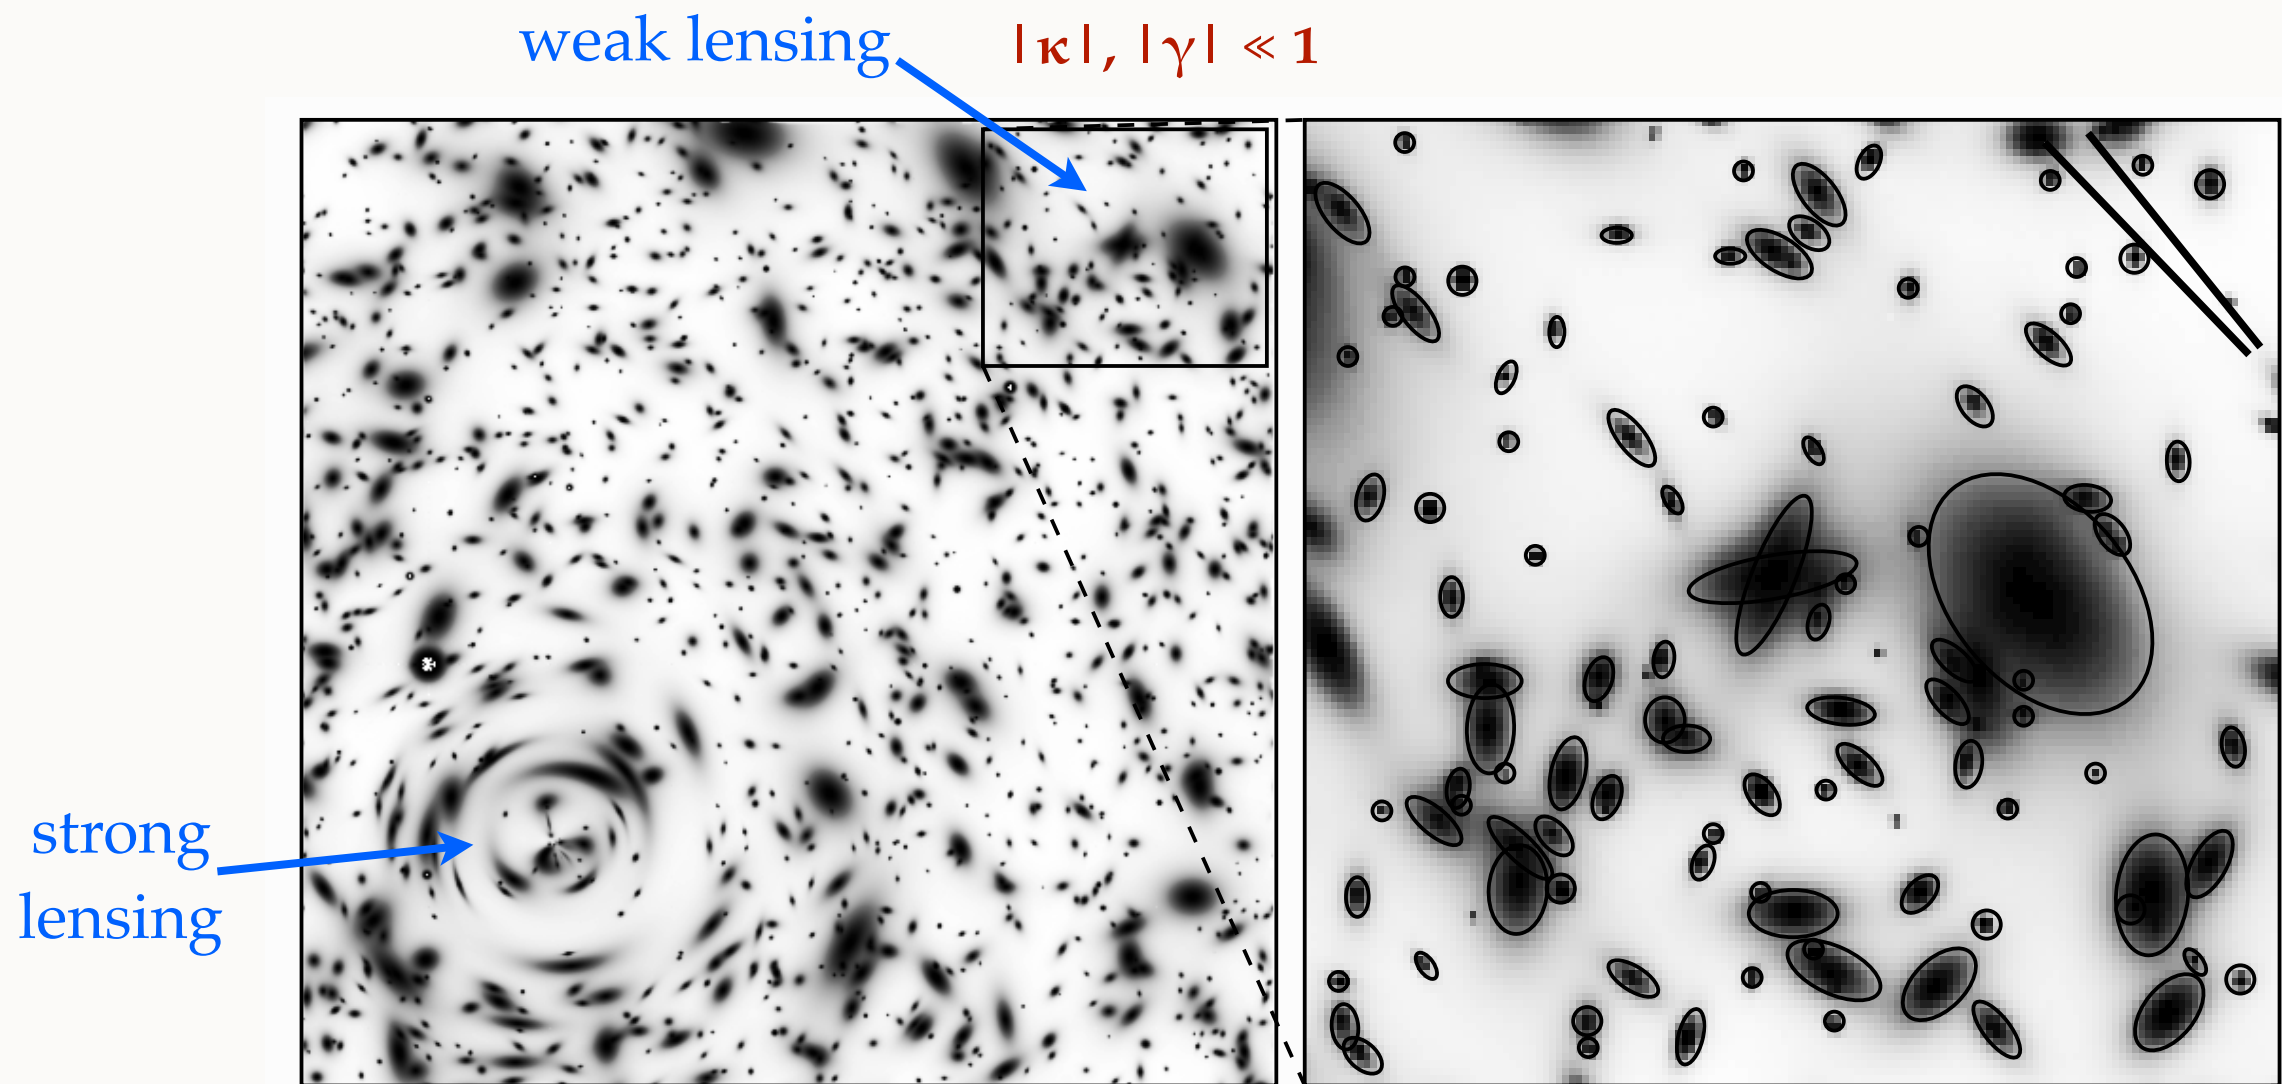 weak lensing
|κ|, |γ| ≪ 1
strong
lensing